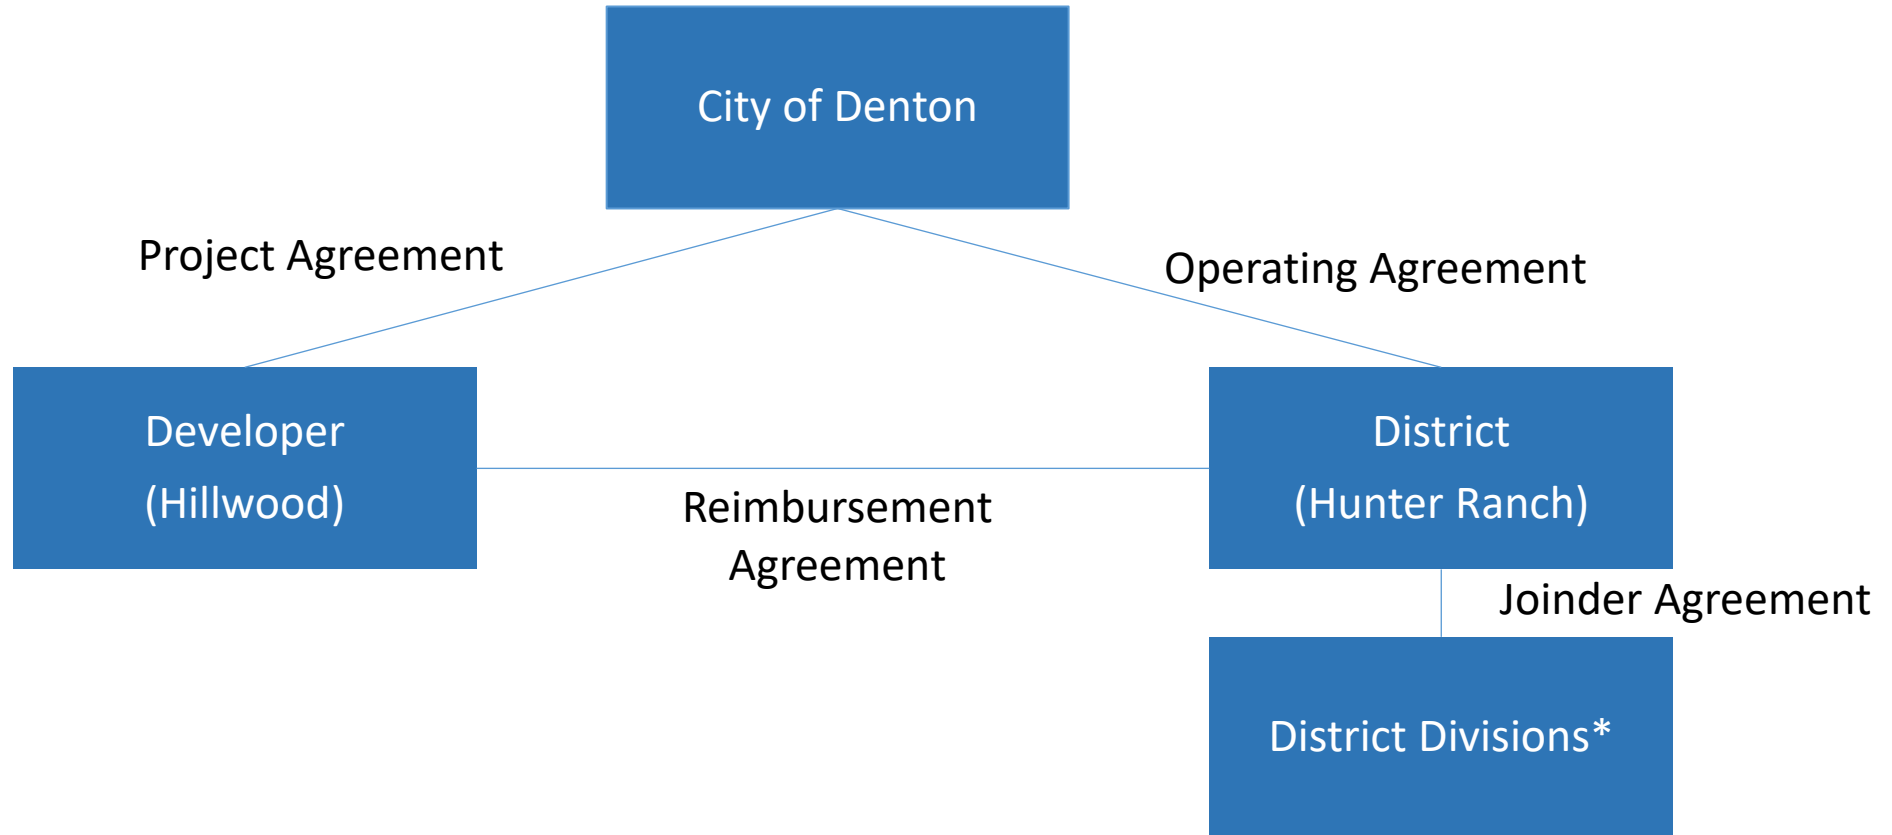 City of Denton
Project Agreement
Operating Agreement
Developer
(Hillwood)
District
(Hunter Ranch)
Reimbursement
Agreement
Joinder Agreement
District Divisions*